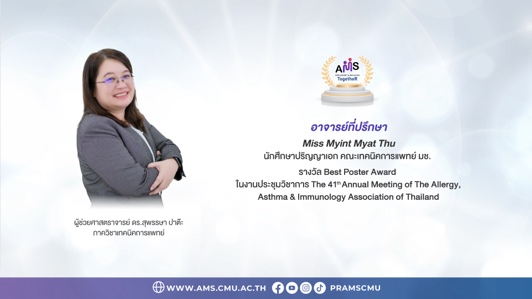 AMS
Together
อาจารย์ที่ปรึกษา
Miss Myint Myat Thu
นักศึกษาปริญญาเอก คณะเทคนิคการแพทย์ มช.
รางวัล Best Poster Award
ในงานประชุมวิชาการ The 41th Annual Meeting of The Allergy,
Asthma & Immunology Association of Thailand
ผู้ช่วยศาสตราจารย์ ดร.สุพรรษา ปาต๊ะ
ภาควิชาเทคนิคการแพทย์
WWW.AMS.CMU.AC.TH PRAMSCMU